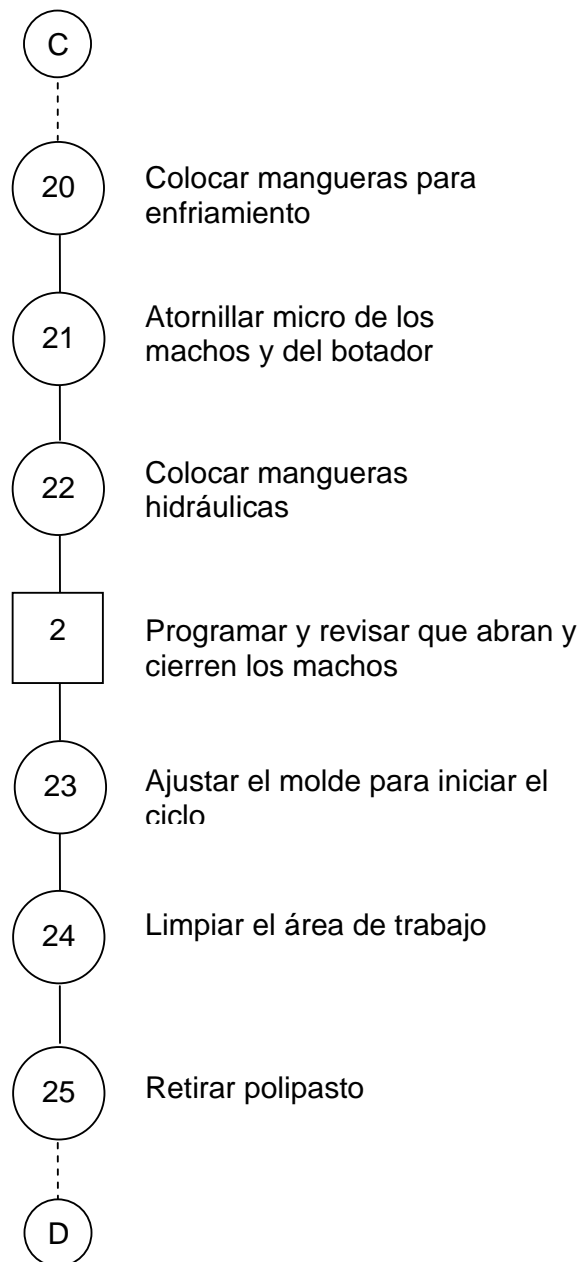 C
20
Colocar mangueras para
enfriamiento
21
Atornillar micro de los
machos y del botador
22
Colocar mangueras
hidráulicas
2
Programar y revisar que abran y
cierren los machos
23
Ajustar el molde para iniciar el
ciclo
24
Limpiar el área de trabajo
25
Retirar polipasto
D